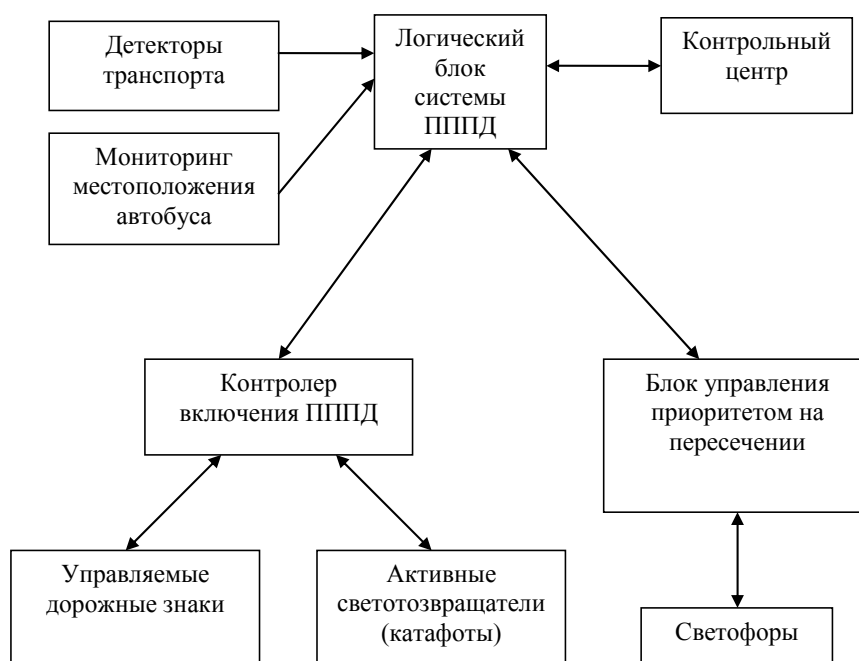 Детекторы
транспорта
Логический
блок
системы
ПППД
Контрольный
центр
Мониторинг
местоположения
автобуса
Контролер
включения ПППД
Блок управления
приоритетом на
пересечении
Управляемые
дорожные знаки
Активные
светотозвращатели
(катафоты)
Светофоры